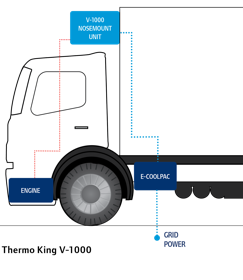 V-1000
NOSEMOUNT
UNIT
E-COOLPAC
ENGINE
GRID
POWER
Thermo King V-1000